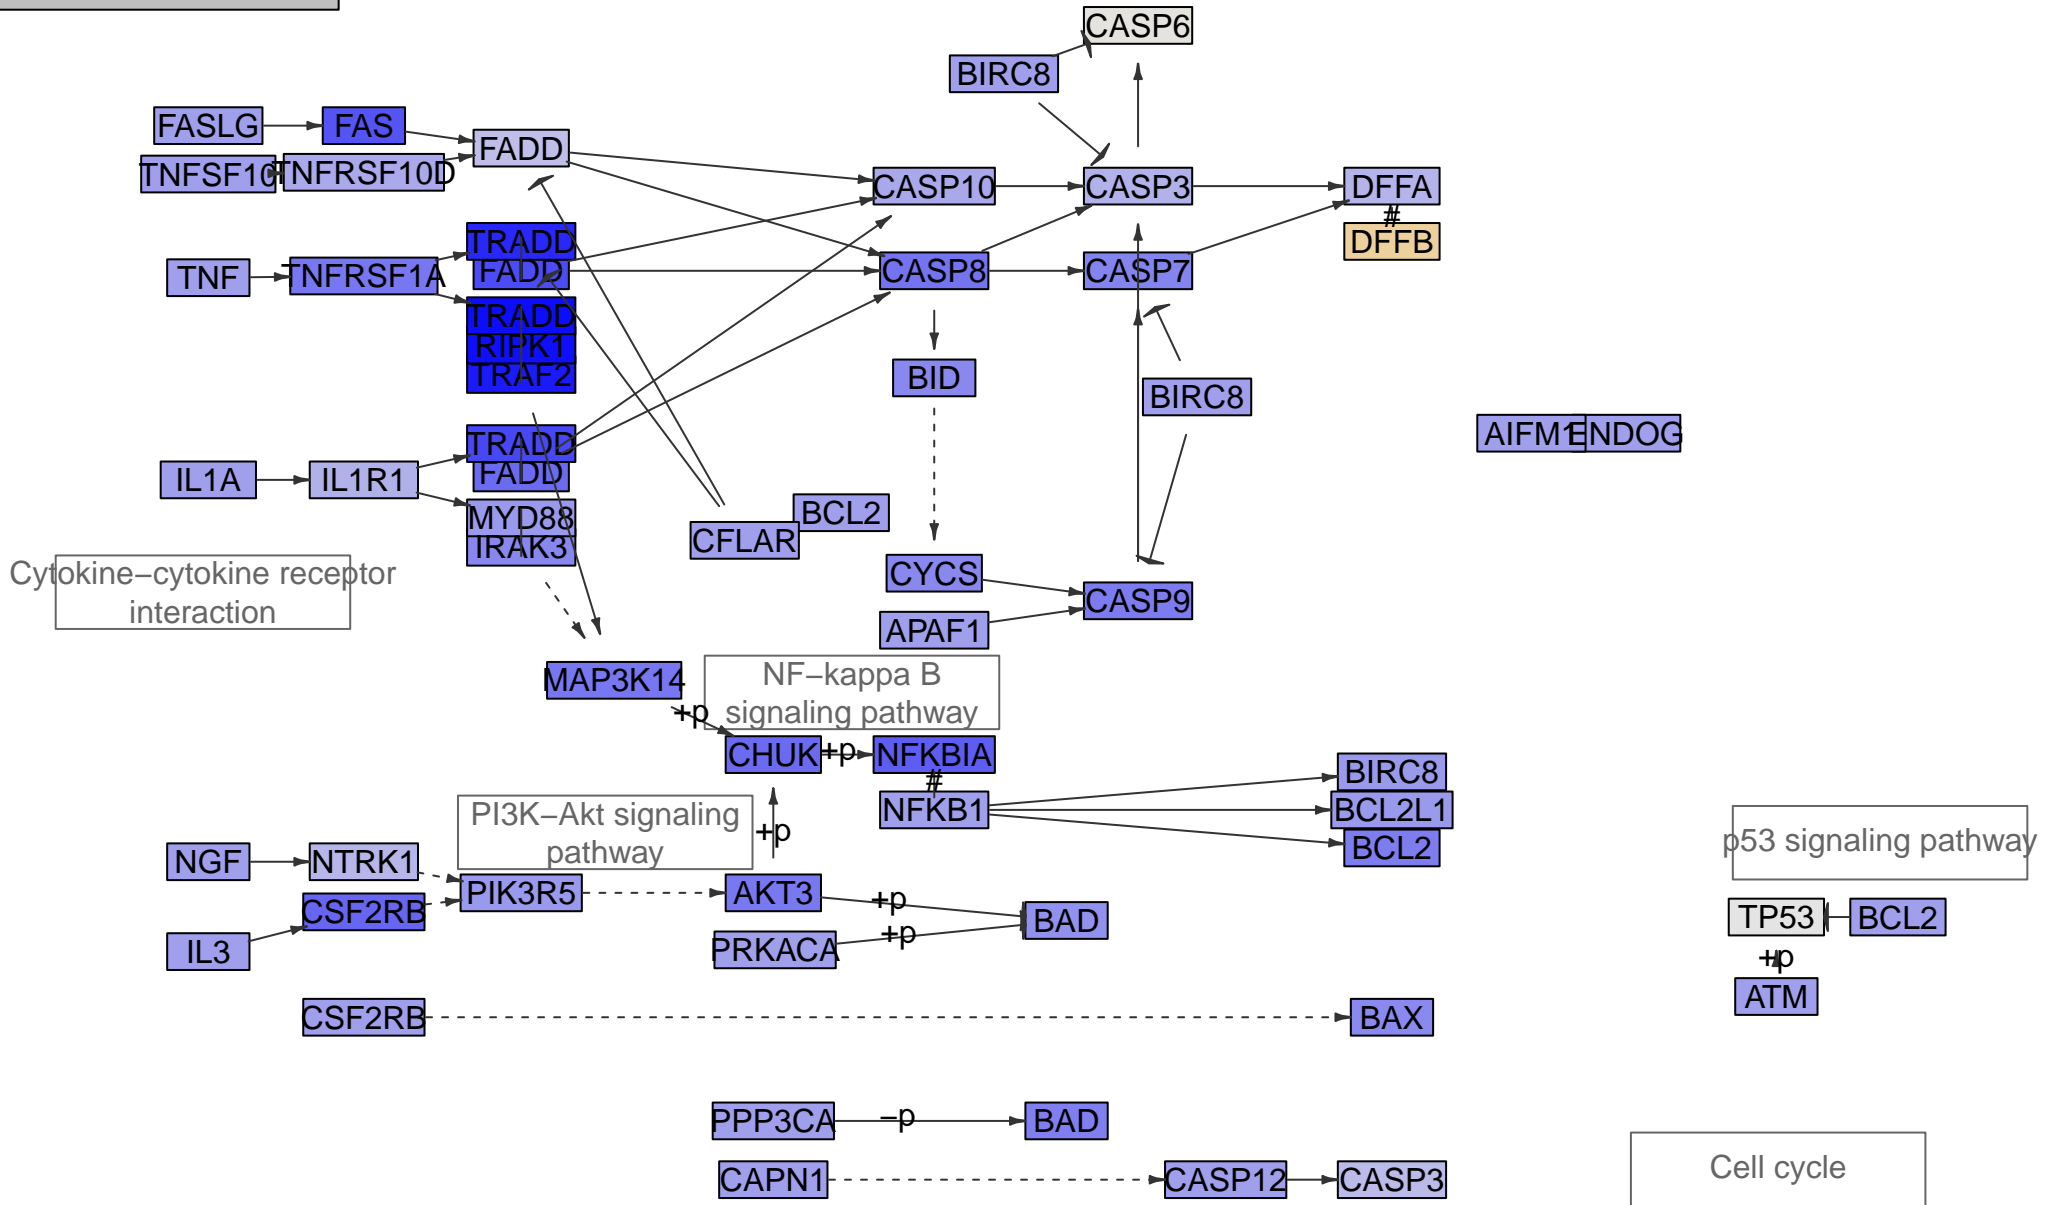 CASP6
BIRC8
FASLG
FAS
FADD
TNFSF10
TNFRSF10D
CASP10
CASP3
DFFA
#
DFFB
TRADD
FADD
TNF
TNFRSF1A
CASP8
CASP7
TRADD
RIPK1
TRAF2
BID
BIRC8
AIFM1
ENDOG
TRADD
FADD
IL1A
IL1R1
MYD88
IRAK3
BCL2
CFLAR
CYCS
CASP9
APAF1
Cytokine−cytokine receptor
interaction
MAP3K14
NF−kappa B
signaling pathway
+p
CHUK
+p
NFKBIA
#
NFKB1
BIRC8
BCL2L1
BCL2
PI3K−Akt signaling
pathway
+p
p53 signaling pathway
NGF
NTRK1
CSF2RB
PIK3R5
AKT3
+p
BAD
IL3
PRKACA
+p
TP53
BCL2
+p
ATM
CSF2RB
BAX
PPP3CA
−p
BAD
CAPN1
CASP12
CASP3
Cell cycle